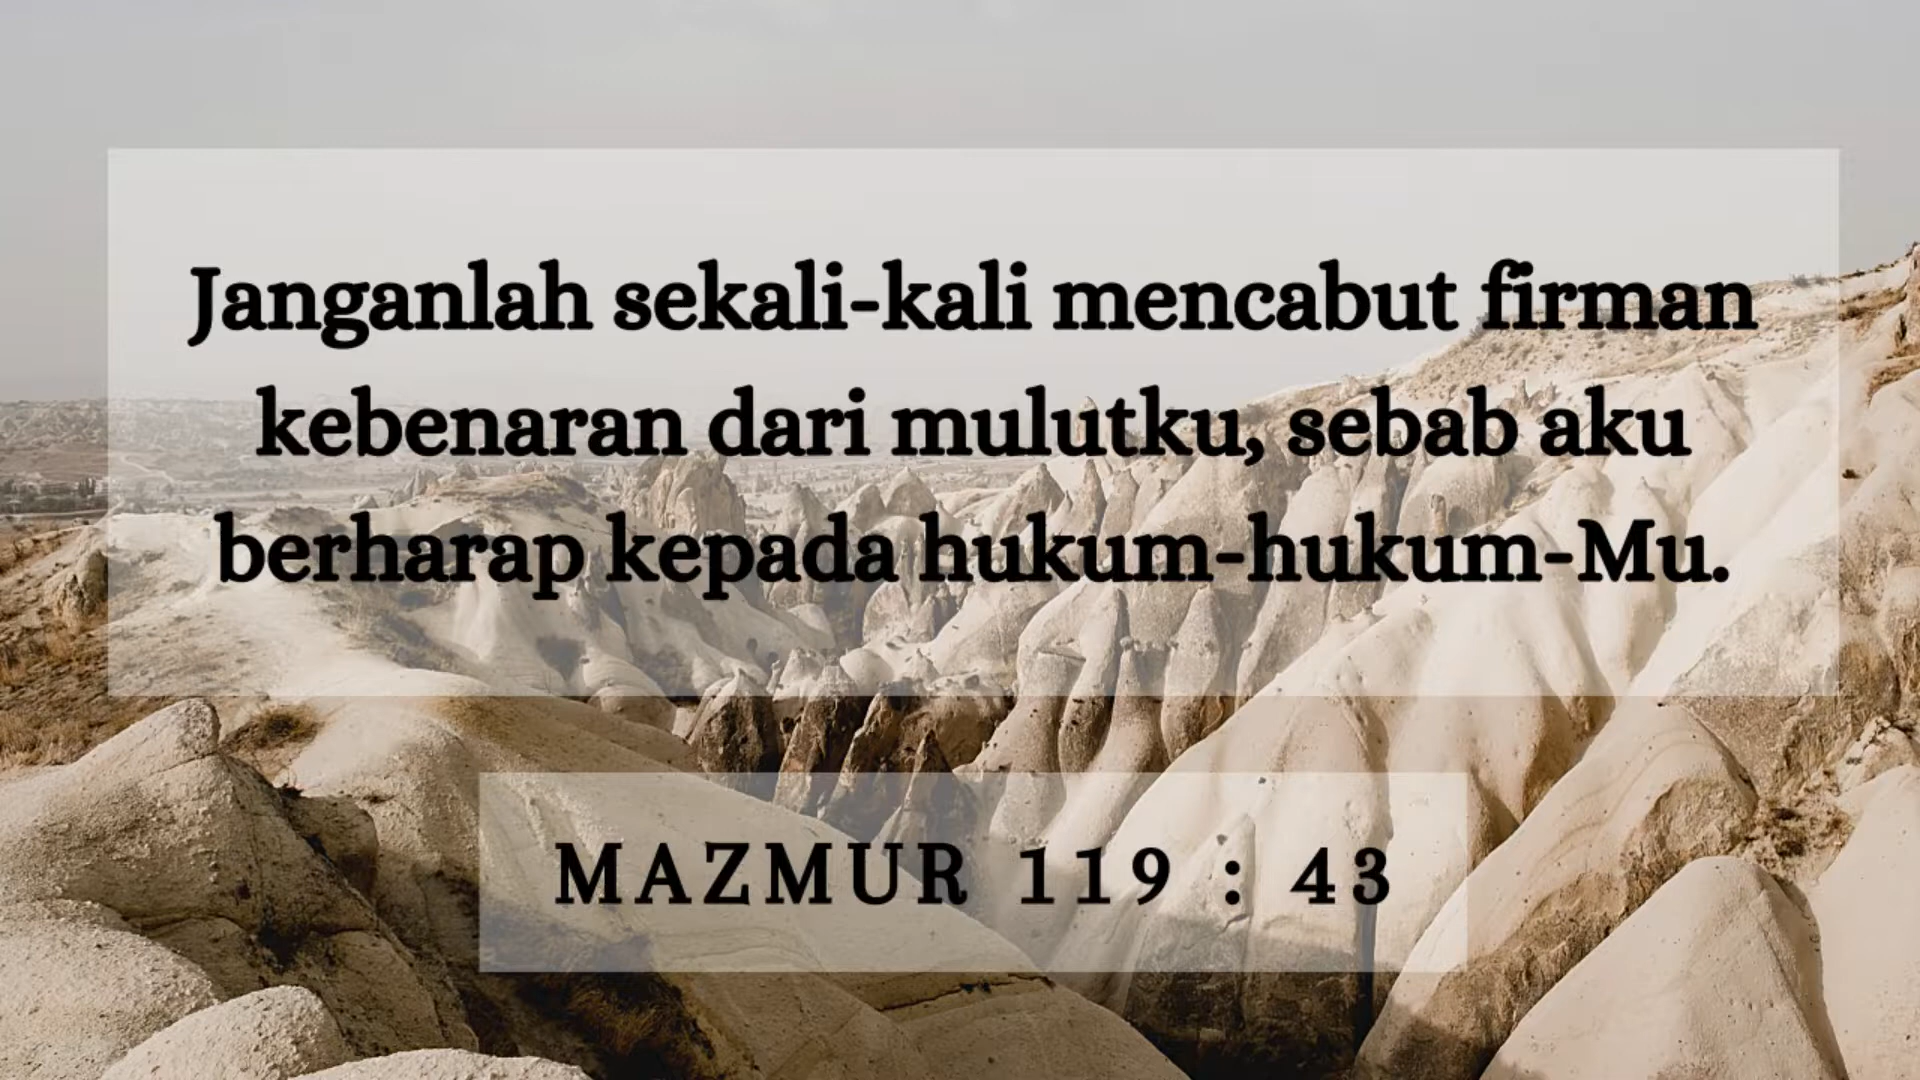 Janganlah sekali-kali mencabut firman
kebenaran dari mulutku, sebab aku
berharap kepada hukum-hukum-Mu.
MAZMUR 119 : 43